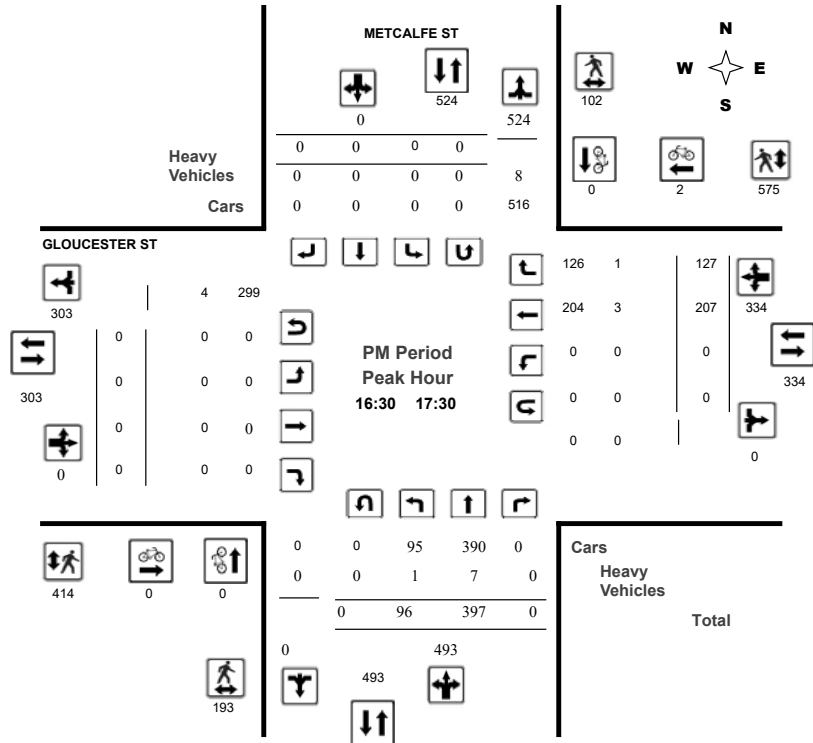 METCALFE ST
N
W E
S
524
0 524
102
0 0 0 0
Heavy
Vehicles
0 0 0 0 8
Cars
0 0 0 0 516
0 2 575
GLOUCESTER ST
303
4 299
126 1 127
334
0 0 0
204 3 207
303
PM Period
Peak Hour
16:30 17:30
0 0 0
0 0 0
334
0 0 0
0 0 0
0
0 0 0
0 0
0
414 0 0
0 0 95 390 0
Cars
0 0 1 7 0
Heavy
Vehicles
0 96 397 0
Total
0 493
193
493